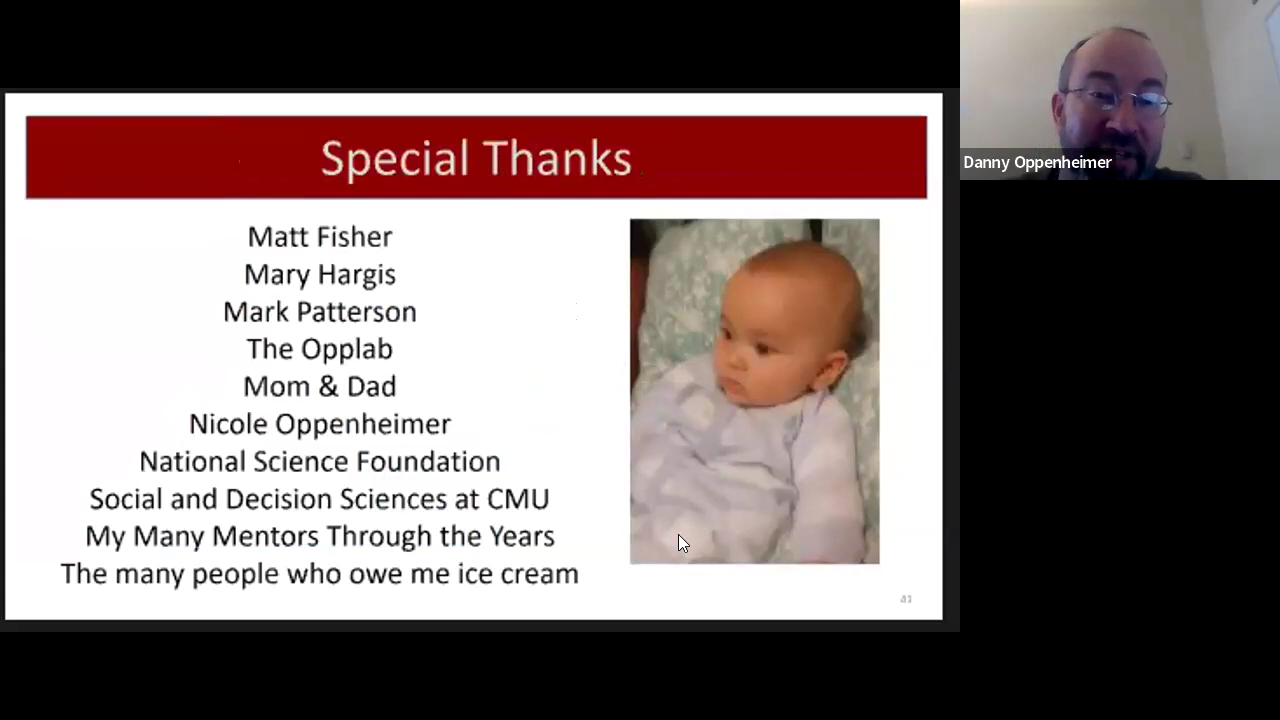 Special Thanks
Matt Fisher
Mary Hargis
Mark Patterson
The Opplab
Mom & Dad
Nicole Oppenheimer
National Science Foundation
Social and Decision Sciences at CMU
My Many Mentors Through the Years
The many people who owe me ice cream
Danny Oppenheimer